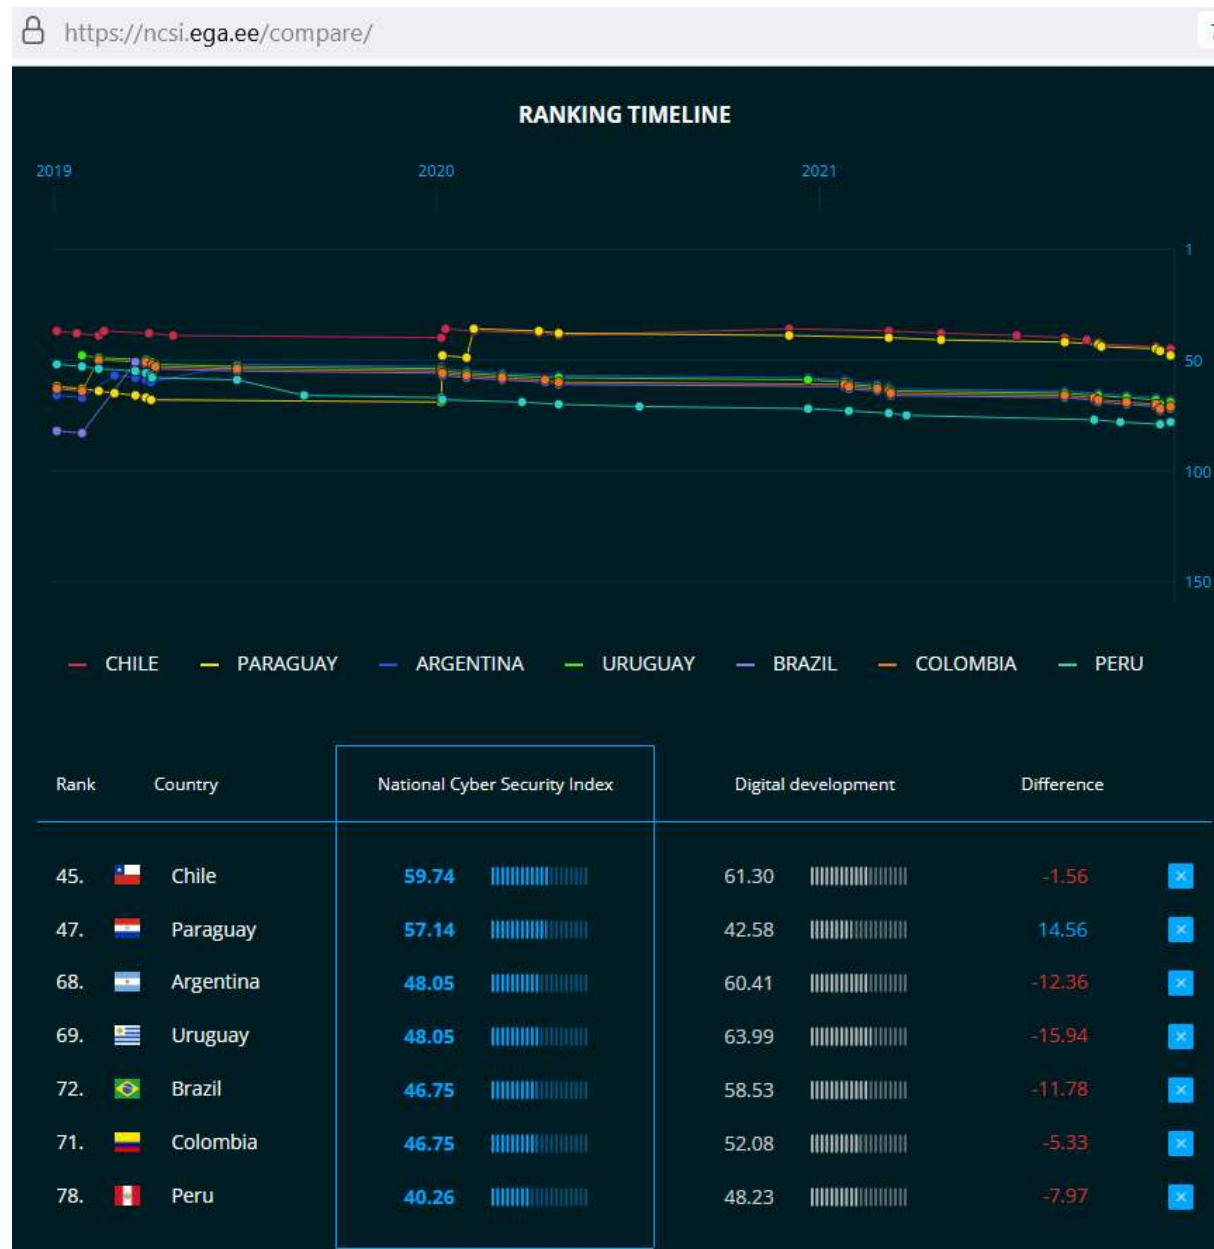 https://ncsi.ega.ee/compare/
RANKING TIMELINE
2019 2020 2021
1
50
100
150
CHILE PARAGUAY ARGENTINA URUGUAY BRAZIL COLOMBIA PERU
Rank Country National Cyber Security Index Digital development Difference
45. Chile 59.74 61.30 -1.56
47. Paraguay 57.14 42.58 14.56
68. Argentina 48.05 60.41 -12.36
69. Uruguay 48.05 63.99 -15.94
72. Brazil 46.75 58.53 -11.78
71. Colombia 46.75 52.08 -5.33
78. Peru 40.26 48.23 -7.97